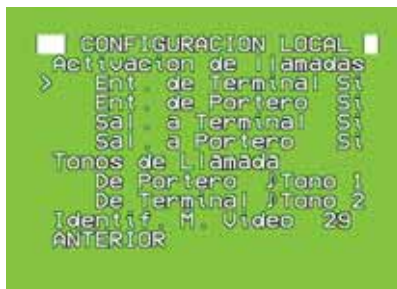 CONFIGURACION LOCAL
Activacion de llamadas
> Ent. de Terminal Si
Ent. de Portero Si
Sal. a Terminal Si
Sal. a Portero Si
Tonos de Llamada
De Portero ♪Tono 1
De Terminal ♪Tono 2
Identif. M. Video 29
ANTERIOR